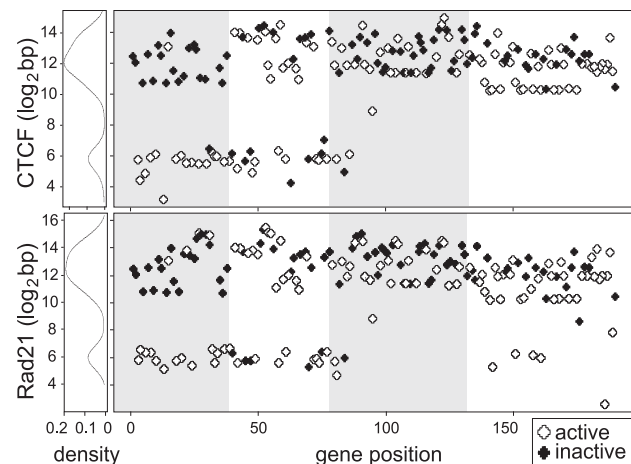 CTCF (log₂bp)
14
12
10
8
6
4
Rad21 (log₂bp)
16
14
12
10
8
6
4
0.2 0.1 0
density
0 50 100 150
gene position
active
inactive